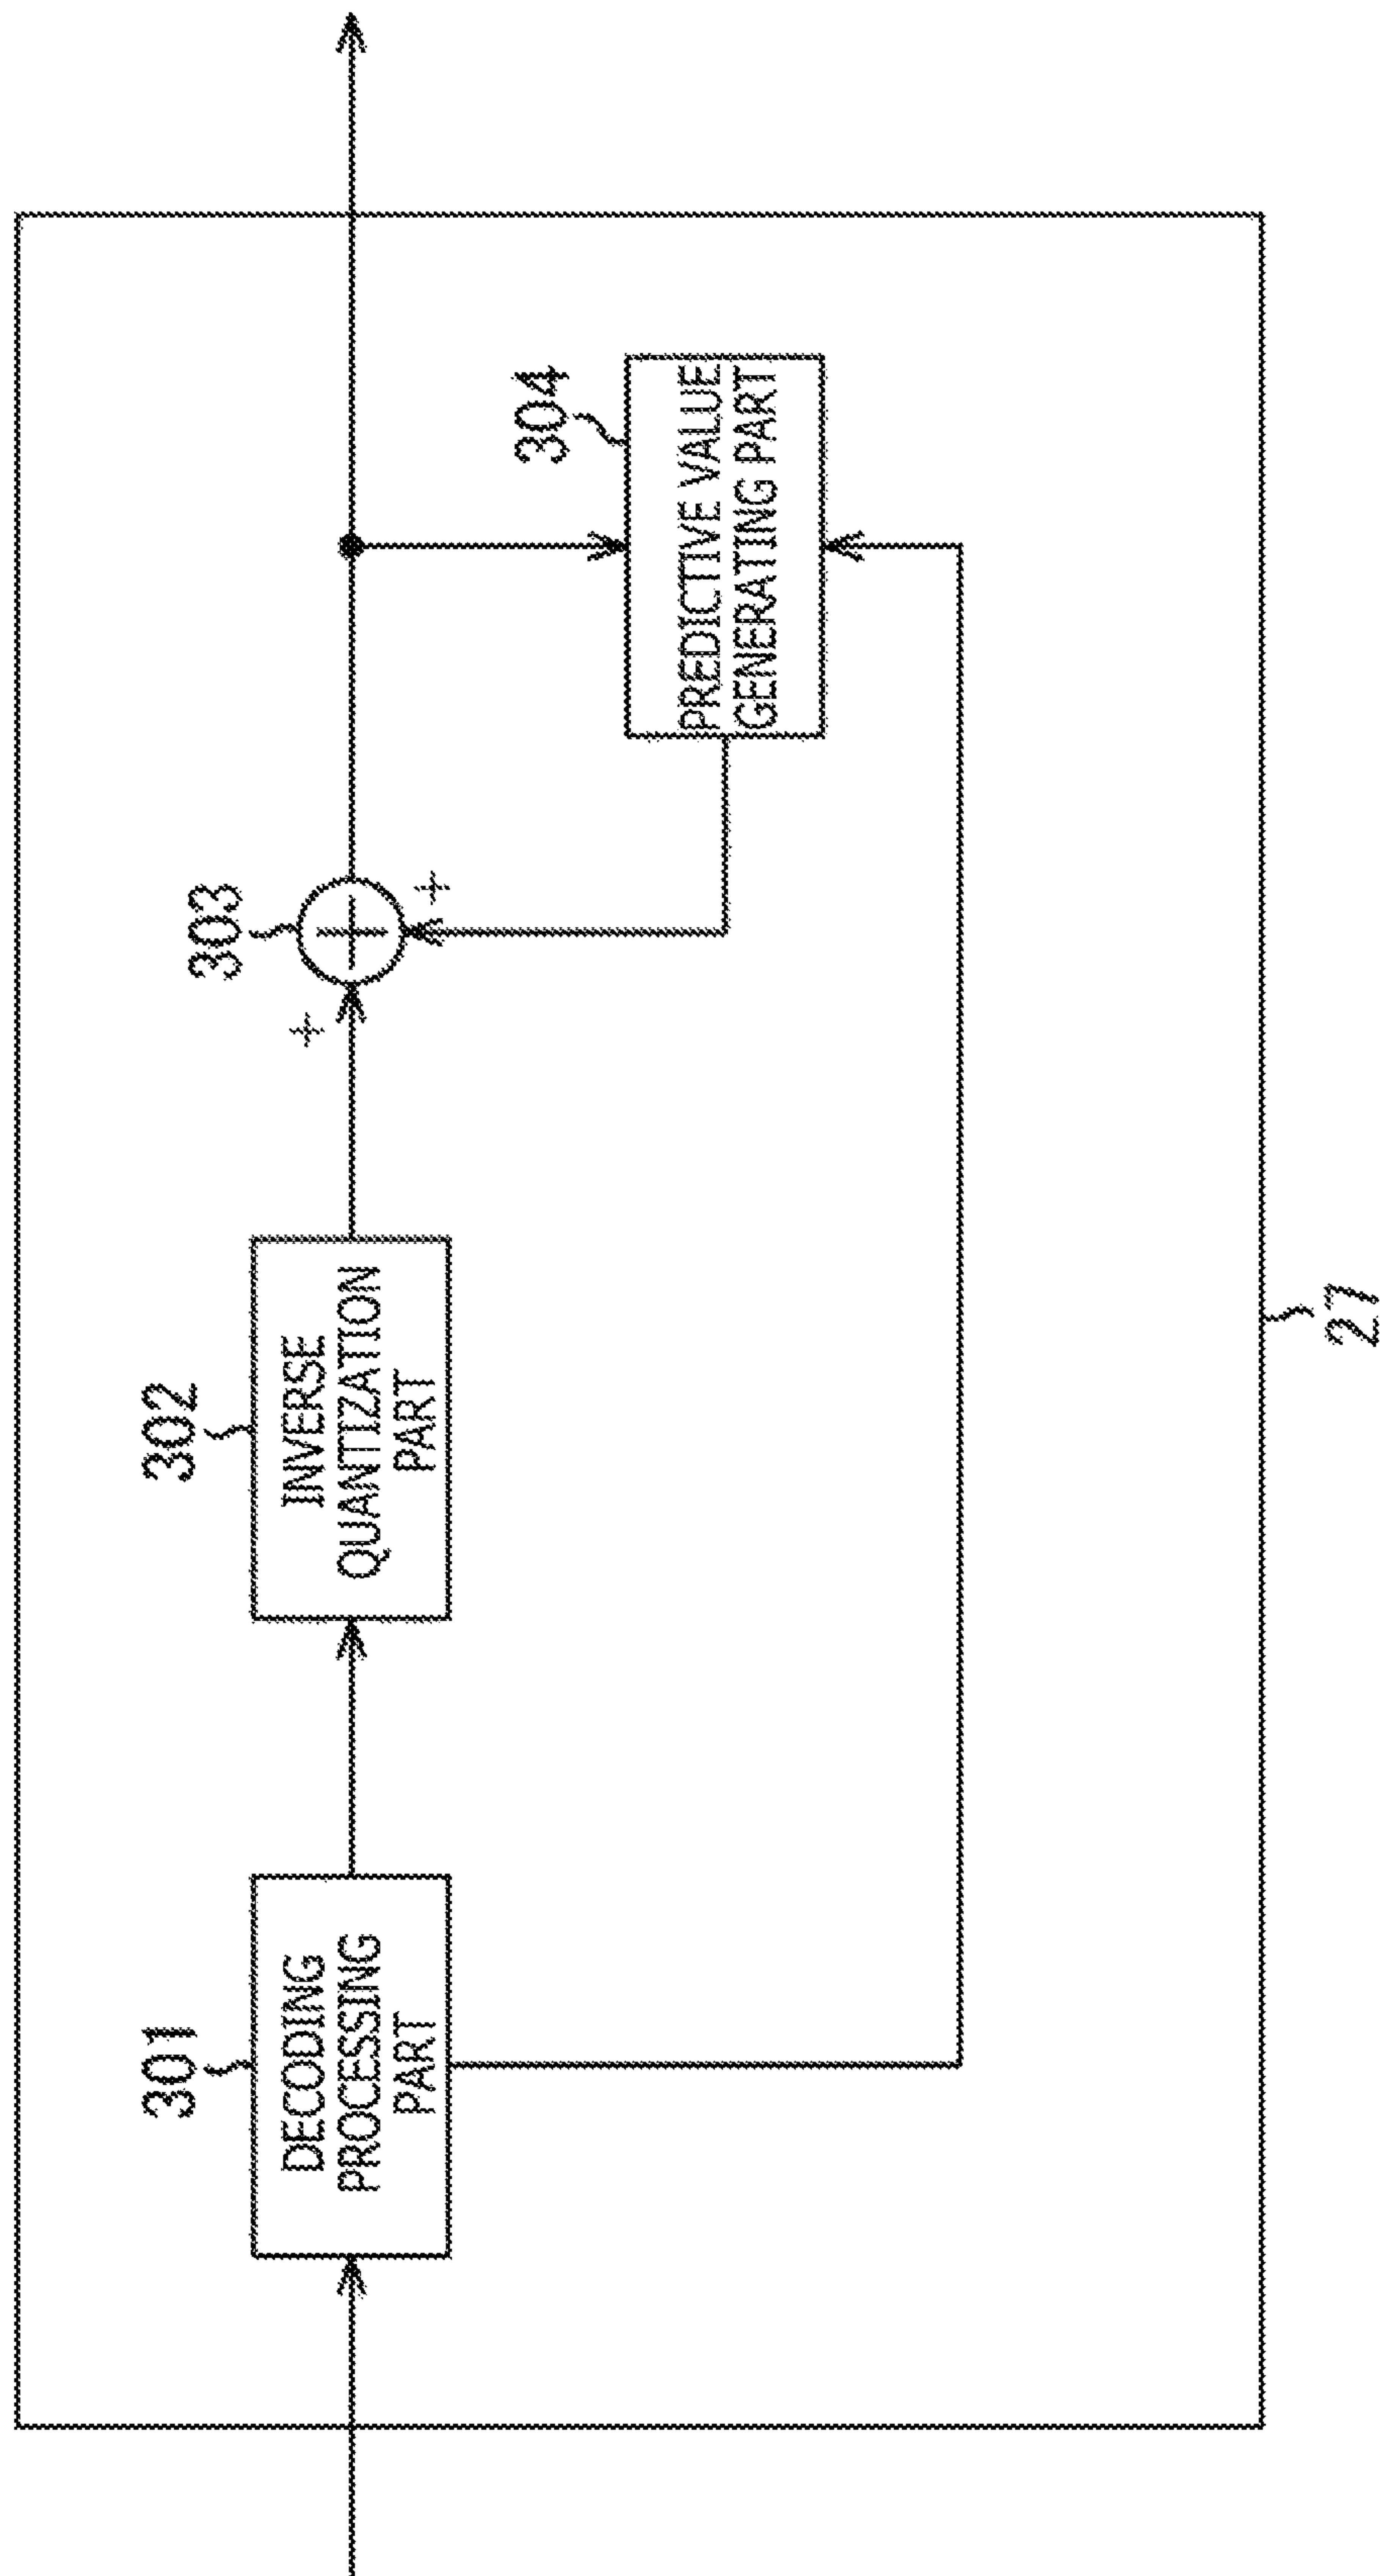 301
DECODING
PROCESSING
PART
302
INVERSE
QUANTIZATION
PART
303
+
+
304
PREDICTIVE VALUE
GENERATING PART
27